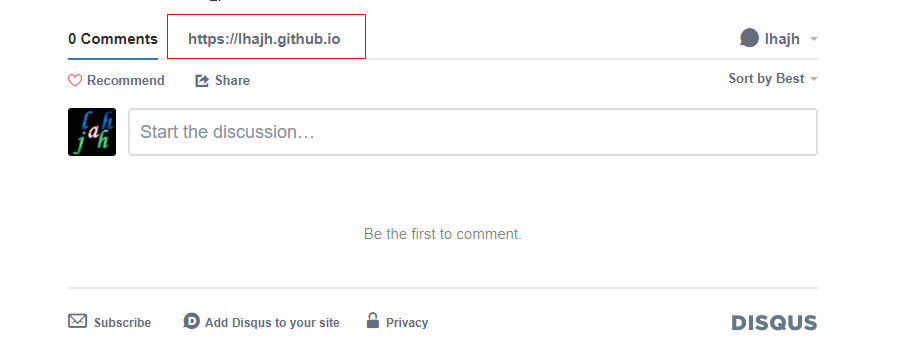 0 Comments https://lhajh.github.io lhajh
Recommend Share Sort by Best
l a h j h
Start the discussion…
Be the first to comment.
Subscribe Add Disqus to your site Privacy DISQUS